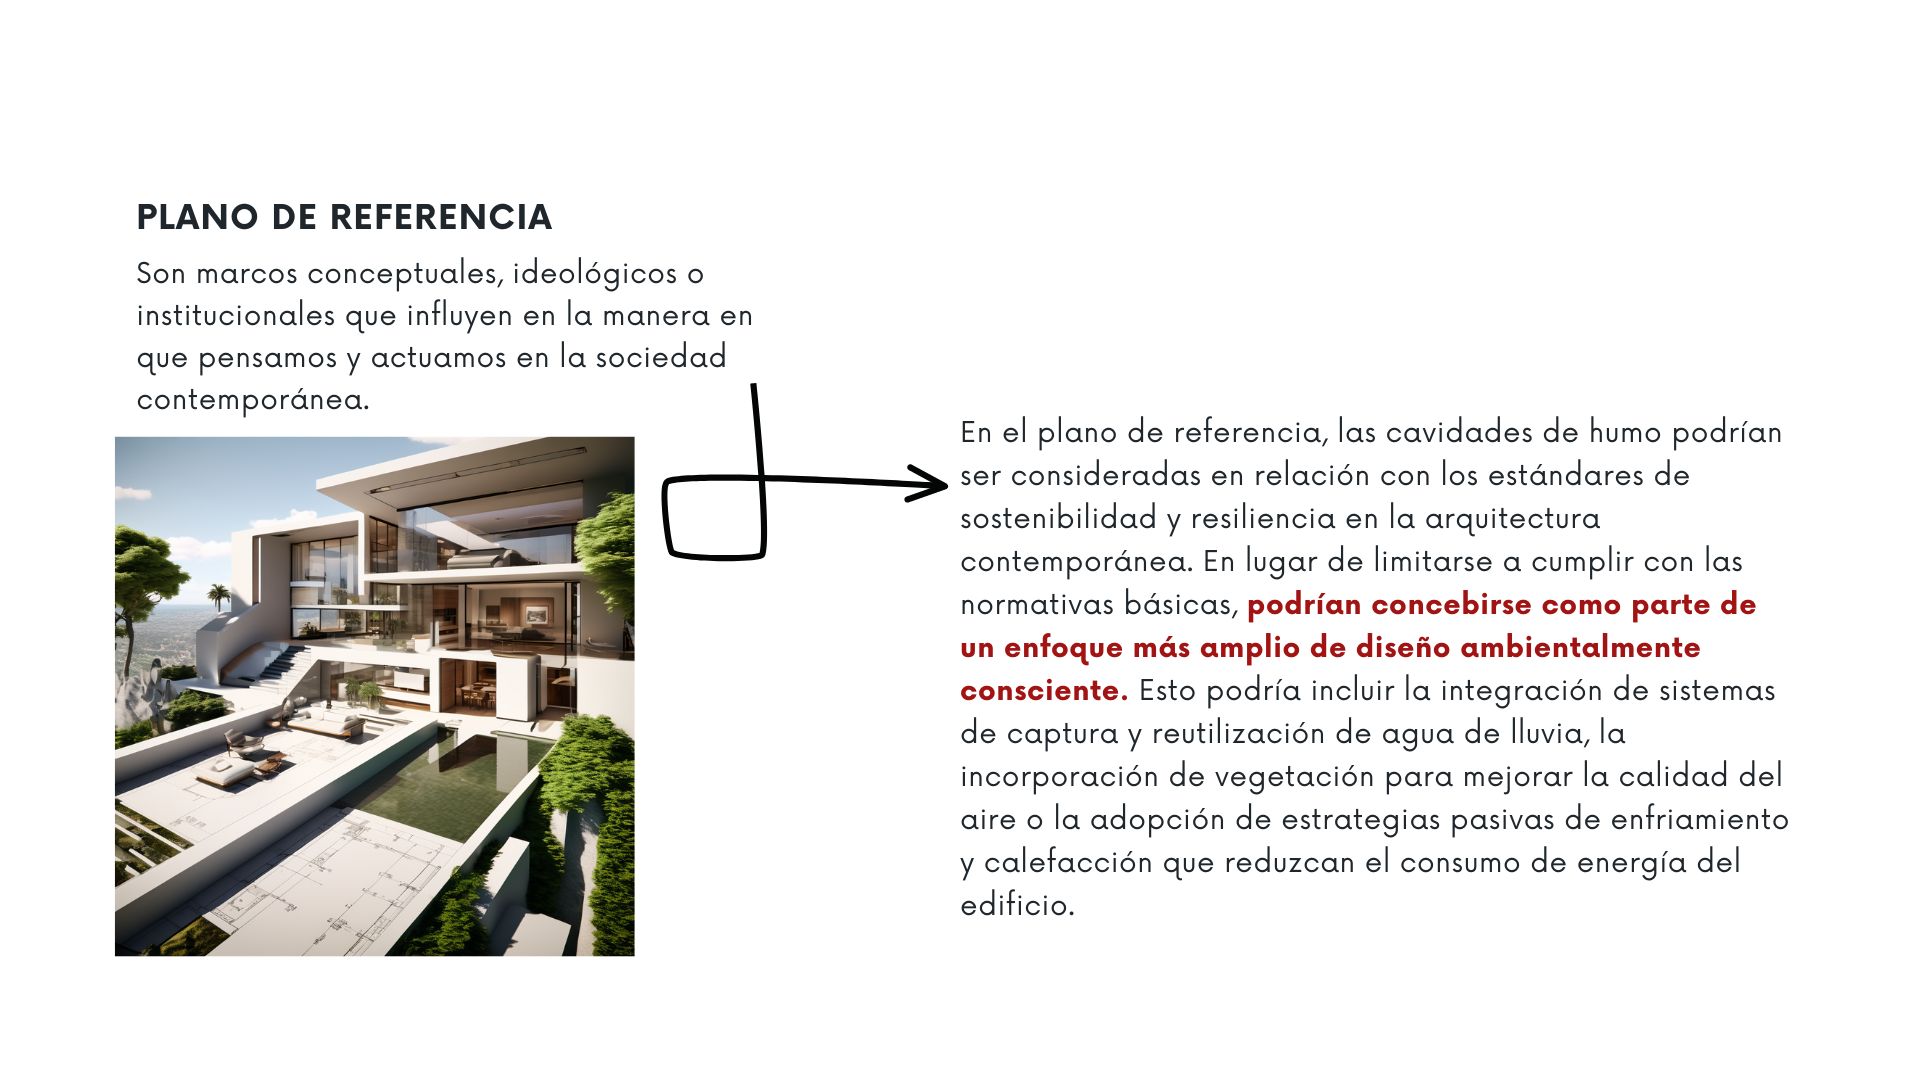 PLANO DE REFERENCIA
Son marcos conceptuales, ideológicos o
institucionales que influyen en la manera en
que pensamos y actuamos en la sociedad
contemporánea.
En el plano de referencia, las cavidades de humo podrían
ser consideradas en relación con los estándares de
sostenibilidad y resiliencia en la arquitectura
contemporánea. En lugar de limitarse a cumplir con las
normativas básicas, podrían concebirse como parte de
un enfoque más amplio de diseño ambientalmente
consciente. Esto podría incluir la integración de sistemas
de captura y reutilización de agua de lluvia, la
incorporación de vegetación para mejorar la calidad del
aire o la adopción de estrategias pasivas de enfriamiento
y calefacción que reduzcan el consumo de energía del
edificio.